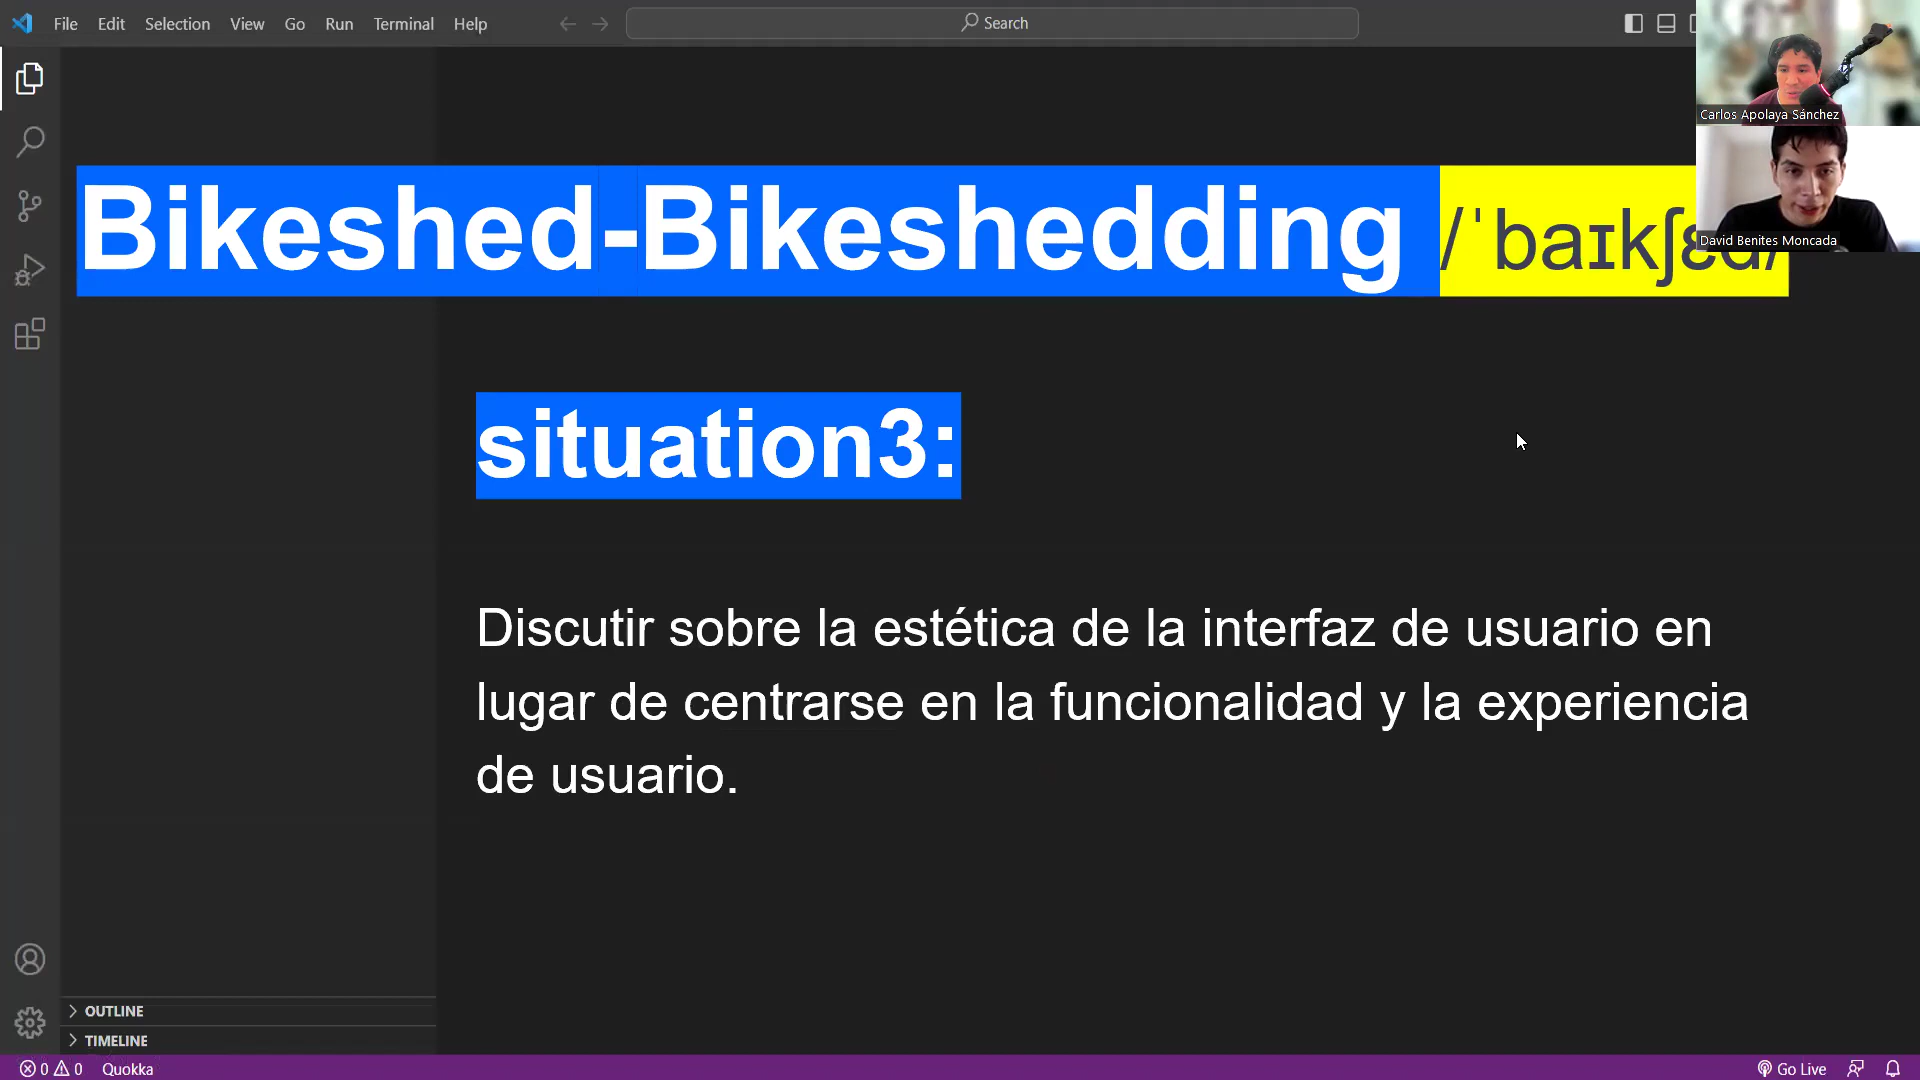 File Edit Selection View Go Run Terminal Help
Search
Carlos Apolaya Sánchez
Bikeshed-Bikeshedding /ˈbaɪkʃɛd/
David Benites Moncada
situation3:
Discutir sobre la estética de la interfaz de usuario en
lugar de centrarse en la funcionalidad y la experiencia
de usuario.
OUTLINE
TIMELINE
0 0 Quokka
Go Live